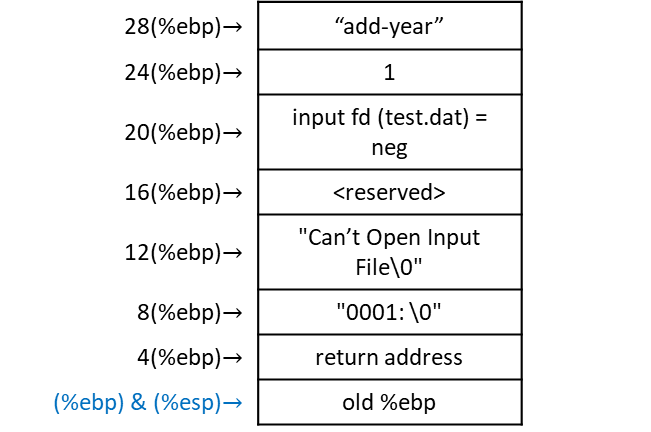 28(%ebp)→ “add-year”
24(%ebp)→ 1
20(%ebp)→ input fd (test.dat) =
neg
16(%ebp)→ <reserved>
12(%ebp)→ "Can’t Open Input
File\0"
8(%ebp)→ "0001: \0"
4(%ebp)→ return address
(%ebp) & (%esp)→ old %ebp